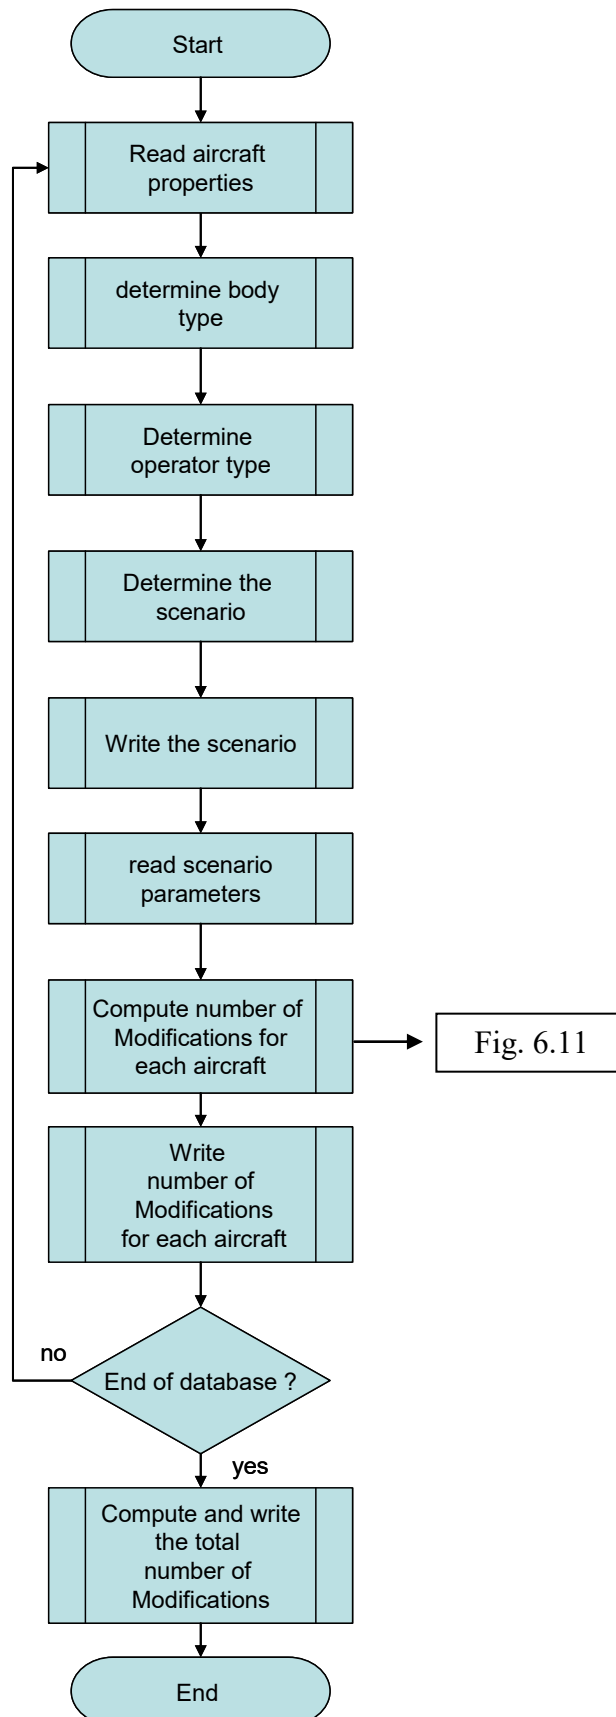 Start
Read aircraft
properties
determine body
type
Determine
operator type
Determine the
scenario
Write the scenario
read scenario
parameters
Compute number of
Modifications for
each aircraft
Fig. 6.11
Write
number of
Modifications
for each aircraft
no
End of database ?
yes
Compute and write
the total
number of
Modifications
End